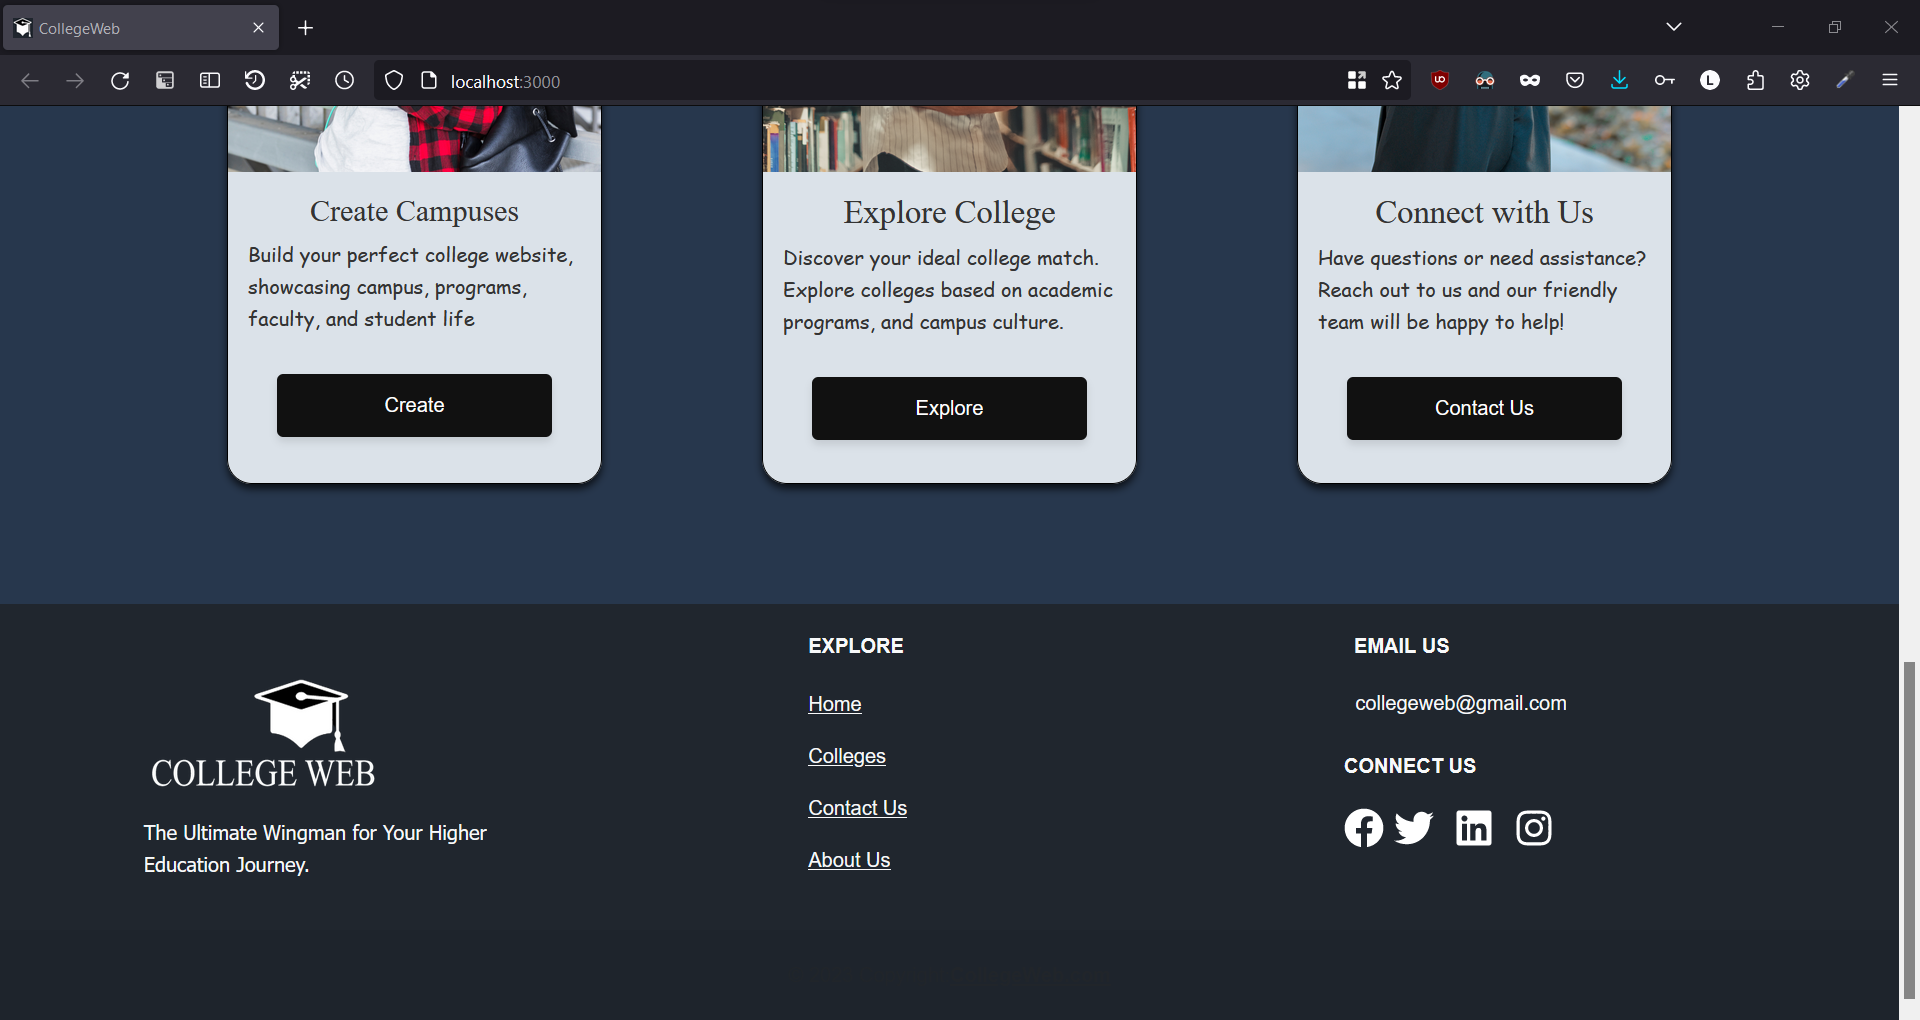 CollegeWeb
localhost:3000
Create Campuses
Build your perfect college website,
showcasing campus, programs,
faculty, and student life
Create
Explore College
Discover your ideal college match.
Explore colleges based on academic
programs, and campus culture.
Explore
Connect with Us
Have questions or need assistance?
Reach out to us and our friendly
team will be happy to help!
Contact Us
COLLEGE WEB
The Ultimate Wingman for Your Higher
Education Journey.
EXPLORE
Home
Colleges
Contact Us
About Us
EMAIL US
collegeweb@gmail.com
CONNECT US